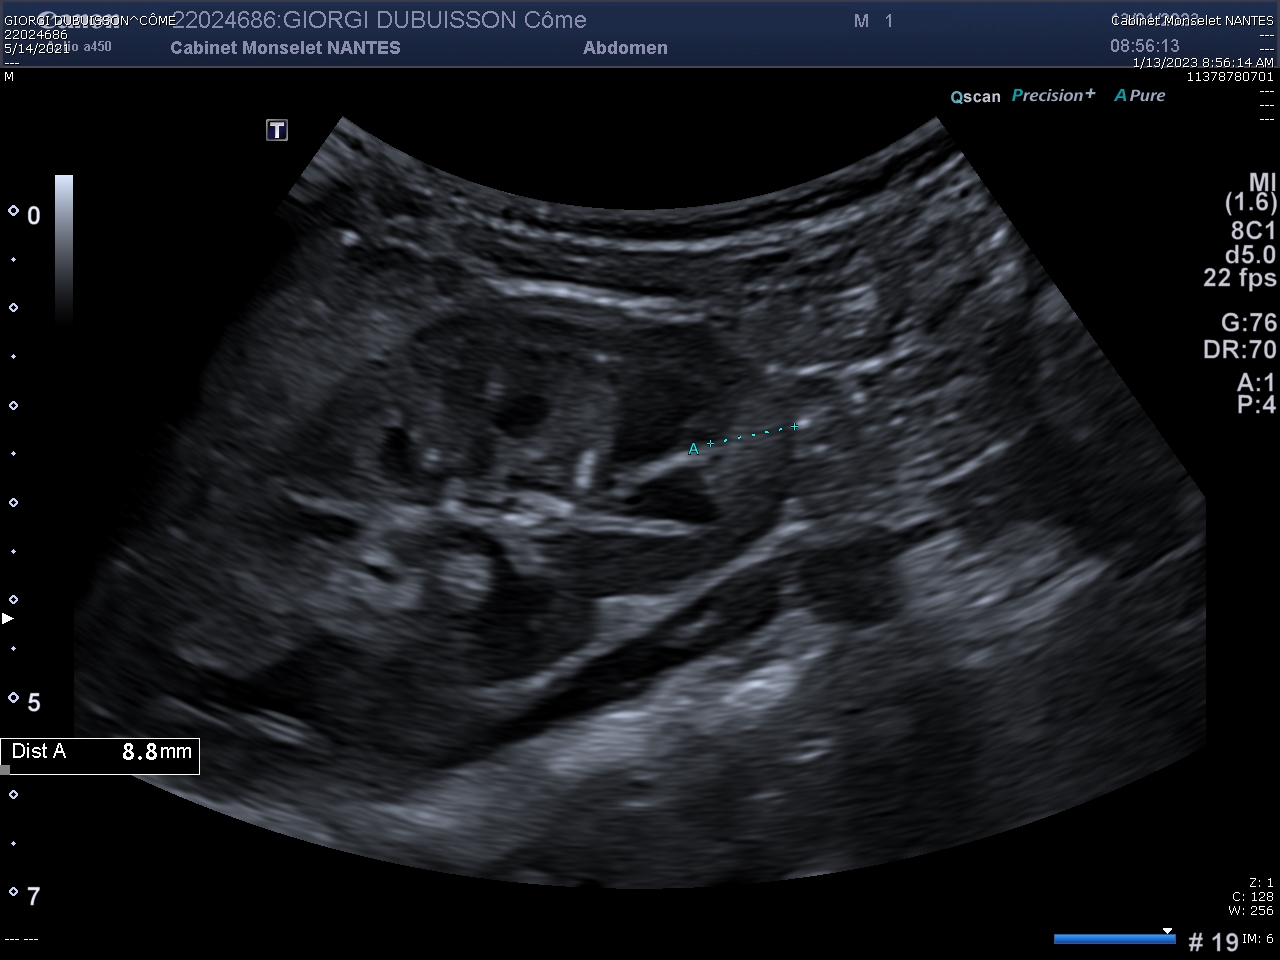 GIORGI DUBUISSON^CÔME
22024686:GIORGI DUBUISSON Côme
M 1
Cabinet Monselet NANTES
22024686
a450
Cabinet Monselet NANTES
Abdomen
08:56:13
5/14/2021
---
---
---
1/13/2023 8:56:14 AM
M
11378780701
---
---
---
Qscan Precision+ A Pure
T
MI
(1.6)
8C1
d5.0
22 fps
G:76
DR:70
A:1
P:4
0
A
5
Dist A 8.8mm
7
Z: 1
C: 128
W: 256
--- ---
# 19 IM: 6